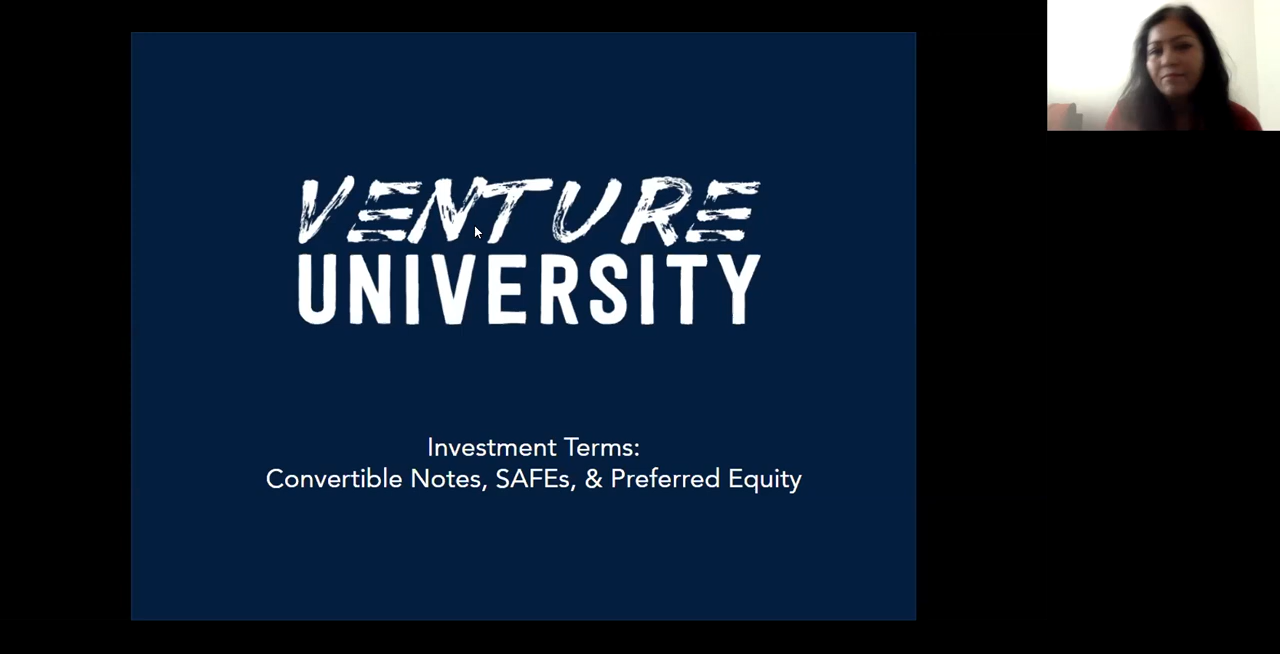 VENTURE
UNIVERSITY
Investment Terms:
Convertible Notes, SAFEs, & Preferred Equity